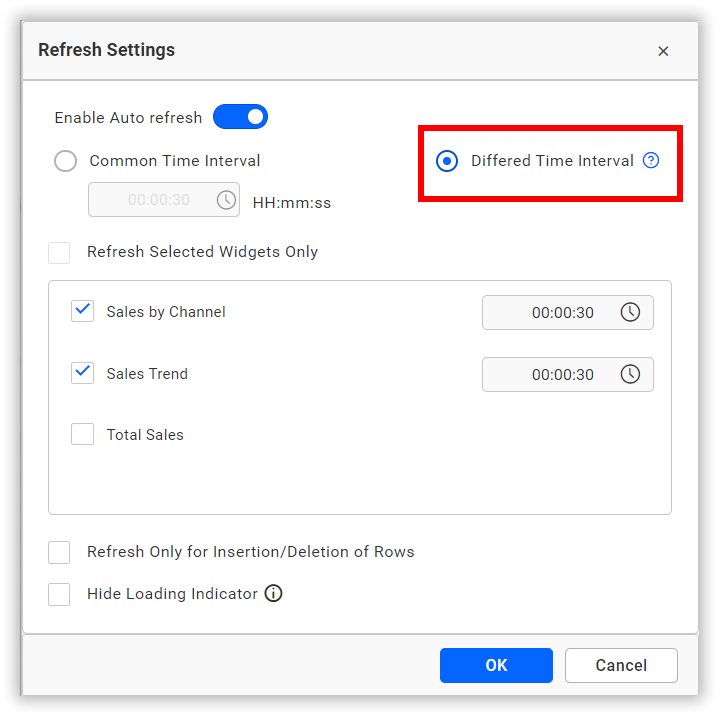 Refresh Settings
Enable Auto refresh
Common Time Interval
Differed Time Interval
00:00:30
HH:mm:ss
Refresh Selected Widgets Only
Sales by Channel
00:00:30
Sales Trend
00:00:30
Total Sales
Refresh Only for Insertion/Deletion of Rows
Hide Loading Indicator
OK
Cancel